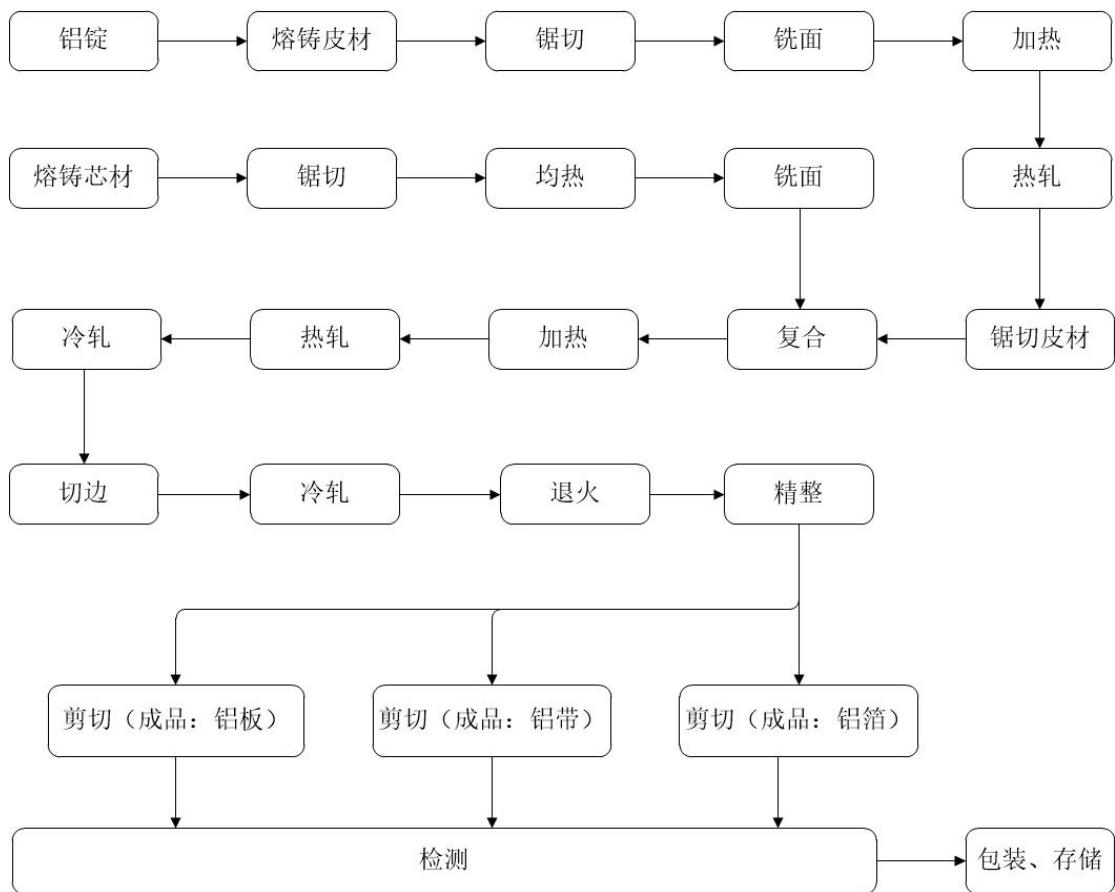 铝锭
熔铸皮材
锯切
铣面
加热
熔铸芯材
锯切
均热
铣面
热轧
冷轧
热轧
加热
复合
锯切皮材
切边
冷轧
退火
精整
剪切（成品：铝板）
剪切（成品：铝带）
剪切（成品：铝箔）
检测
包装、存储